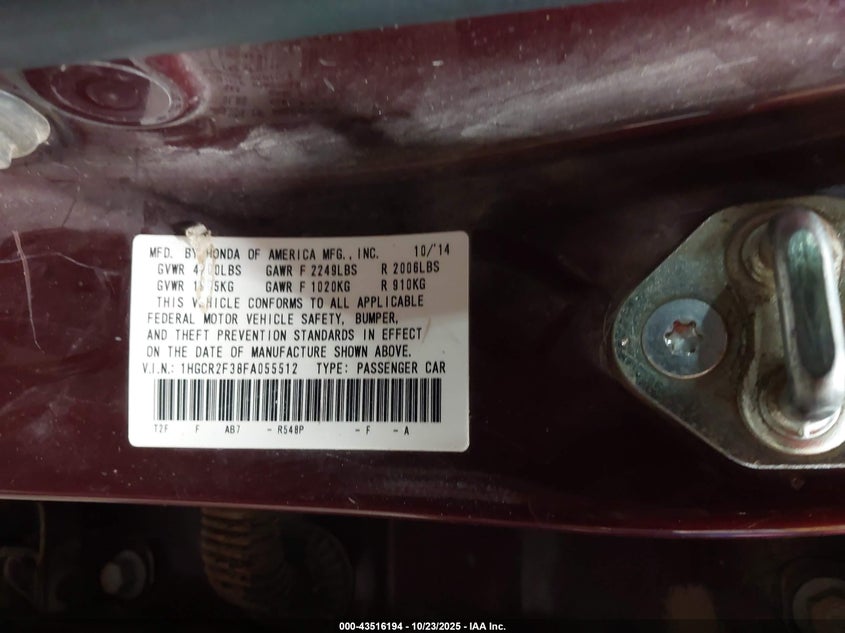 MFD. BY HONDA OF AMERICA MFG., INC. 10/'14
GVWR GAWR F 2249LBS R 2006LBS
GVWR GAWR F 1020KG R 910KG
THIS VEHICLE CONFORMS TO ALL APPLICABLE
FEDERAL MOTOR VEHICLE SAFETY, BUMPER,
AND THEFT PREVENTION STANDARDS IN EFFECT
ON THE DATE OF MANUFACTURE SHOWN ABOVE.
V.I.N.: 1HGCR2F38FA055512 TYPE: PASSENGER CAR
T2F F AB7 - R548P - F - A
000-43516194 - 10/23/2025 - IAA Inc.